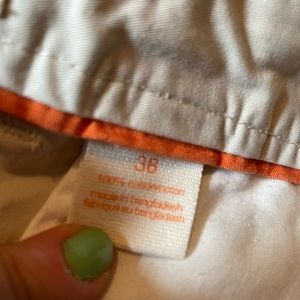 38
100% cotton/coton
made in bangladesh
fabriqué au bangladesh